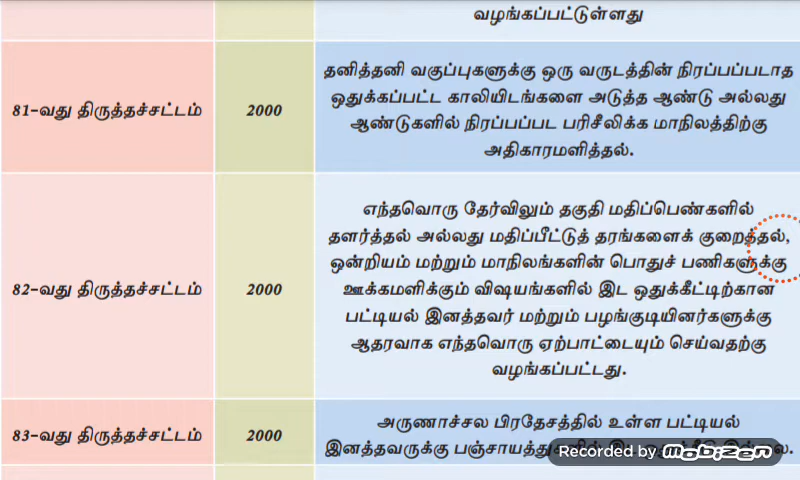 வழங்கப்பட்டுள்ளது
81-வது திருத்தச்சட்டம்
2000
தனித்தனி வகுப்புகளுக்கு ஒரு வருடத்தின் நிரப்பப்படாத
ஒதுக்கப்பட்ட காலியிடங்களை அடுத்த ஆண்டு அல்லது
ஆண்டுகளில் நிரப்பப்பட பரிசீலிக்க மாநிலத்திற்கு
அதிகாரமளித்தல்.
82-வது திருத்தச்சட்டம்
2000
எந்தவொரு தேர்விலும் தகுதி மதிப்பெண்களில்
தளர்த்தல் அல்லது மதிப்பீட்டுத் தரங்களைக் குறைத்தல்,
ஒன்றியம் மற்றும் மாநிலங்களின் பொதுச் பணிகளுக்கு
ஊக்கமளிக்கும் விஷயங்களில் இட ஒதுக்கீட்டிற்கான
பட்டியல் இனத்தவர் மற்றும் பழங்குடியினர்களுக்கு
ஆதரவாக எந்தவொரு ஏற்பாட்டையும் செய்வதற்கு
வழங்கப்பட்டது.
83-வது திருத்தச்சட்டம்
2000
அருணாச்சல பிரதேசத்தில் உள்ள பட்டியல்
இனத்தவருக்கு
Recorded by mobizen